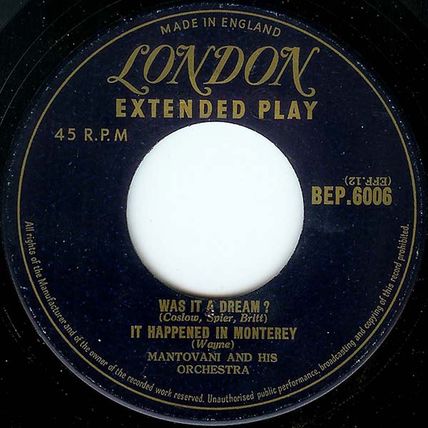 MADE IN ENGLAND
LONDON
EXTENDED PLAY
45 R.P.M
(EFF.12)
BEP.6006
WAS IT A DREAM?
(Coslow, Spier, Britt)
IT HAPPENED IN MONTEREY
(Wayne)
MANTOVANI AND HIS
ORCHESTRA
All rights of the Manufacturer and of the owner of the recorded work reserved. Unauthorised public performance, broadcasting and copying of this record prohibited.